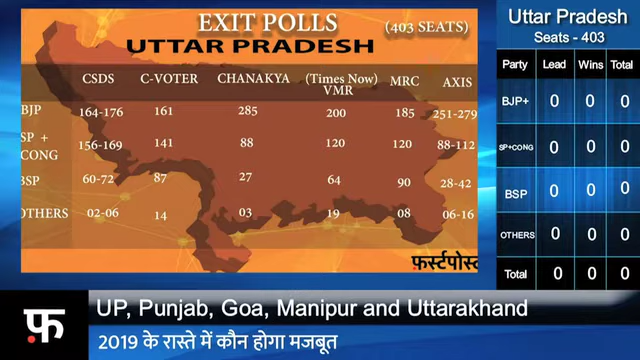 EXIT POLLS (403 SEATS)
UTTAR PRADESH
CSDS C-VOTER CHANAKYA (Times Now) VMR MRC AXIS
BJP 164-176 161 285 200 185 251-279
SP + CONG 156-169 141 88 120 120 88-112
BSP 60-72 87 27 64 90 28-42
OTHERS 02-06 14 03 19 08 06-16
फ़र्स्टपोस्ट
Uttar Pradesh
Seats - 403
Party Lead Wins Total
BJP+ 0 0 0
SP+CONG 0 0 0
BSP 0 0 0
OTHERS 0 0 0
Total 0 0 0
फ़
UP, Punjab, Goa, Manipur and Uttarakhand
2019 के रास्ते में कौन होगा मजबूत